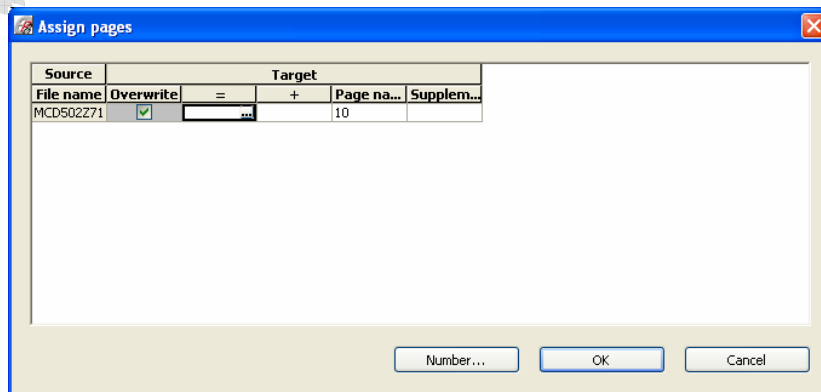 Assign pages
Source Target
File name Overwrite = + Page na... Supplem...
MCD502Z71 ... 10
Number... OK Cancel